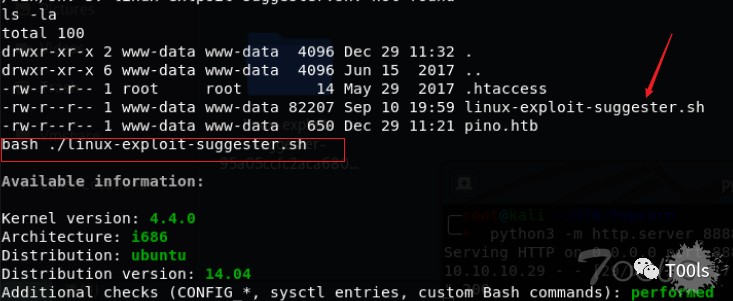 ls -la
total 100
drwxr-xr-x 2 www-data www-data 4096 Dec 29 11:32 .
drwxr-xr-x 6 www-data www-data 4096 Jun 15 2017 ..
-rw-r--r-- 1 root root 14 May 29 2017 .htaccess
-rw-r--r-- 1 www-data www-data 82207 Sep 10 19:59 linux-exploit-suggester.sh
-rw-r--r-- 1 www-data www-data 650 Dec 29 11:21 pino.htb
bash ./linux-exploit-suggester.sh
Available information:
Kernel version: 4.4.0
Architecture: i686
Distribution: ubuntu
Distribution version: 14.04
Additional checks (CONFIG_*, sysctl entries, custom Bash commands): performed
root@kali
python3 -m http.server 888
Serving HTTP on
10.10.10.29 - -
T00ls